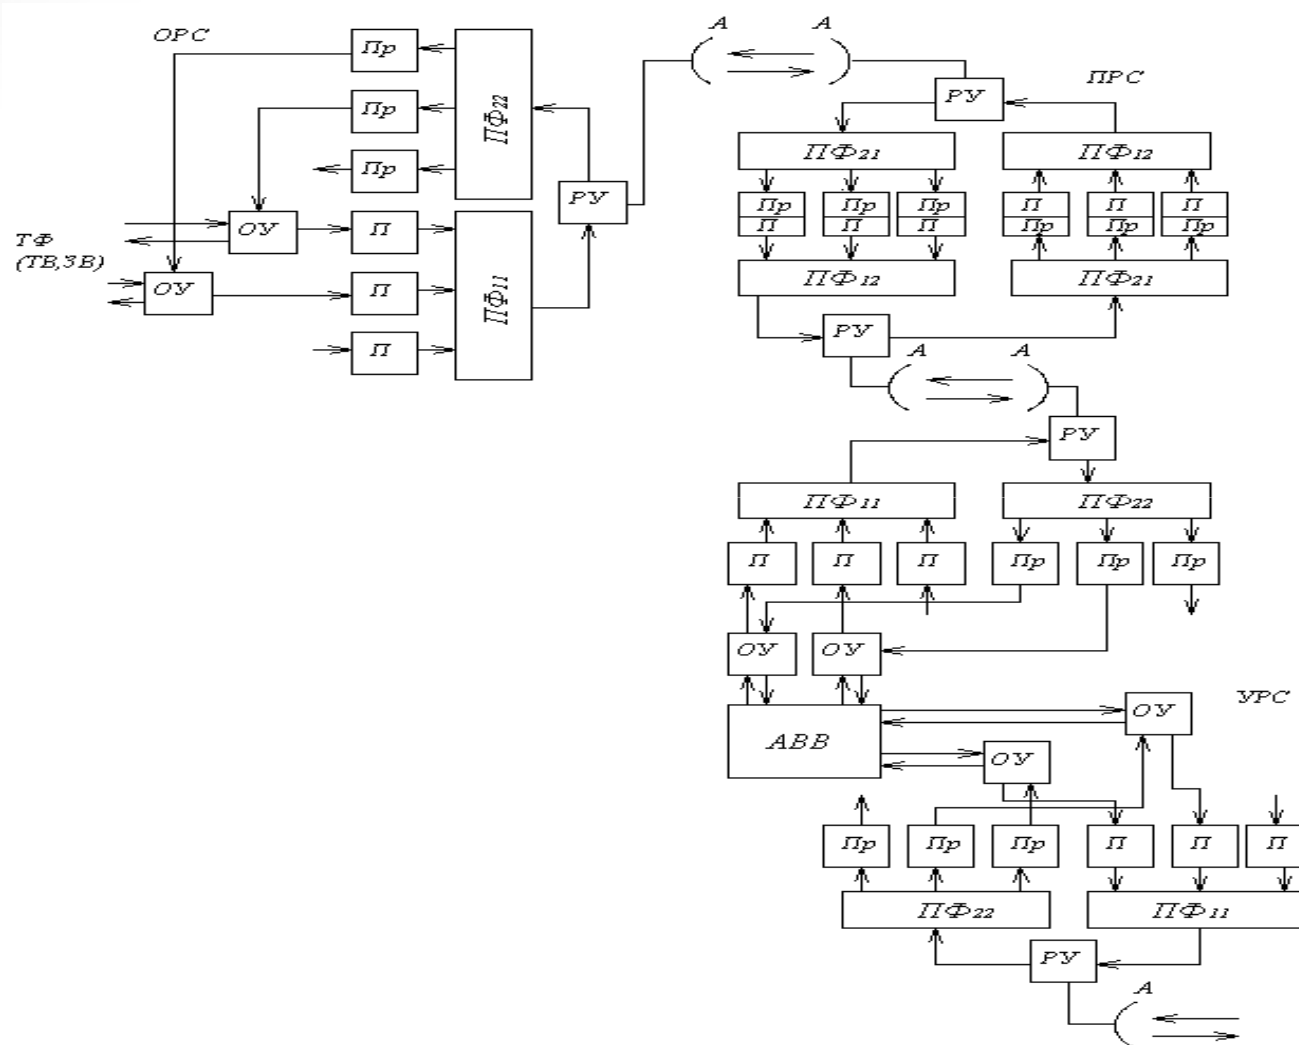 ОРС
Пр
Пр
Пр
ПФ22
РУ
ОУ
П
ТФ
(ТВ,ЗВ)
ОУ
П
П
ПФ11
А
А
РУ
ПРС
ПФ21
ПФ12
Пр
П
Пр
П
Пр
П
П
Пр
П
Пр
П
Пр
ПФ12
ПФ21
РУ
А
А
РУ
ПФ11
ПФ22
П
П
П
Пр
Пр
Пр
ОУ
ОУ
АВВ
ОУ
УРС
ОУ
Пр
Пр
Пр
П
П
П
ПФ22
ПФ11
РУ
А